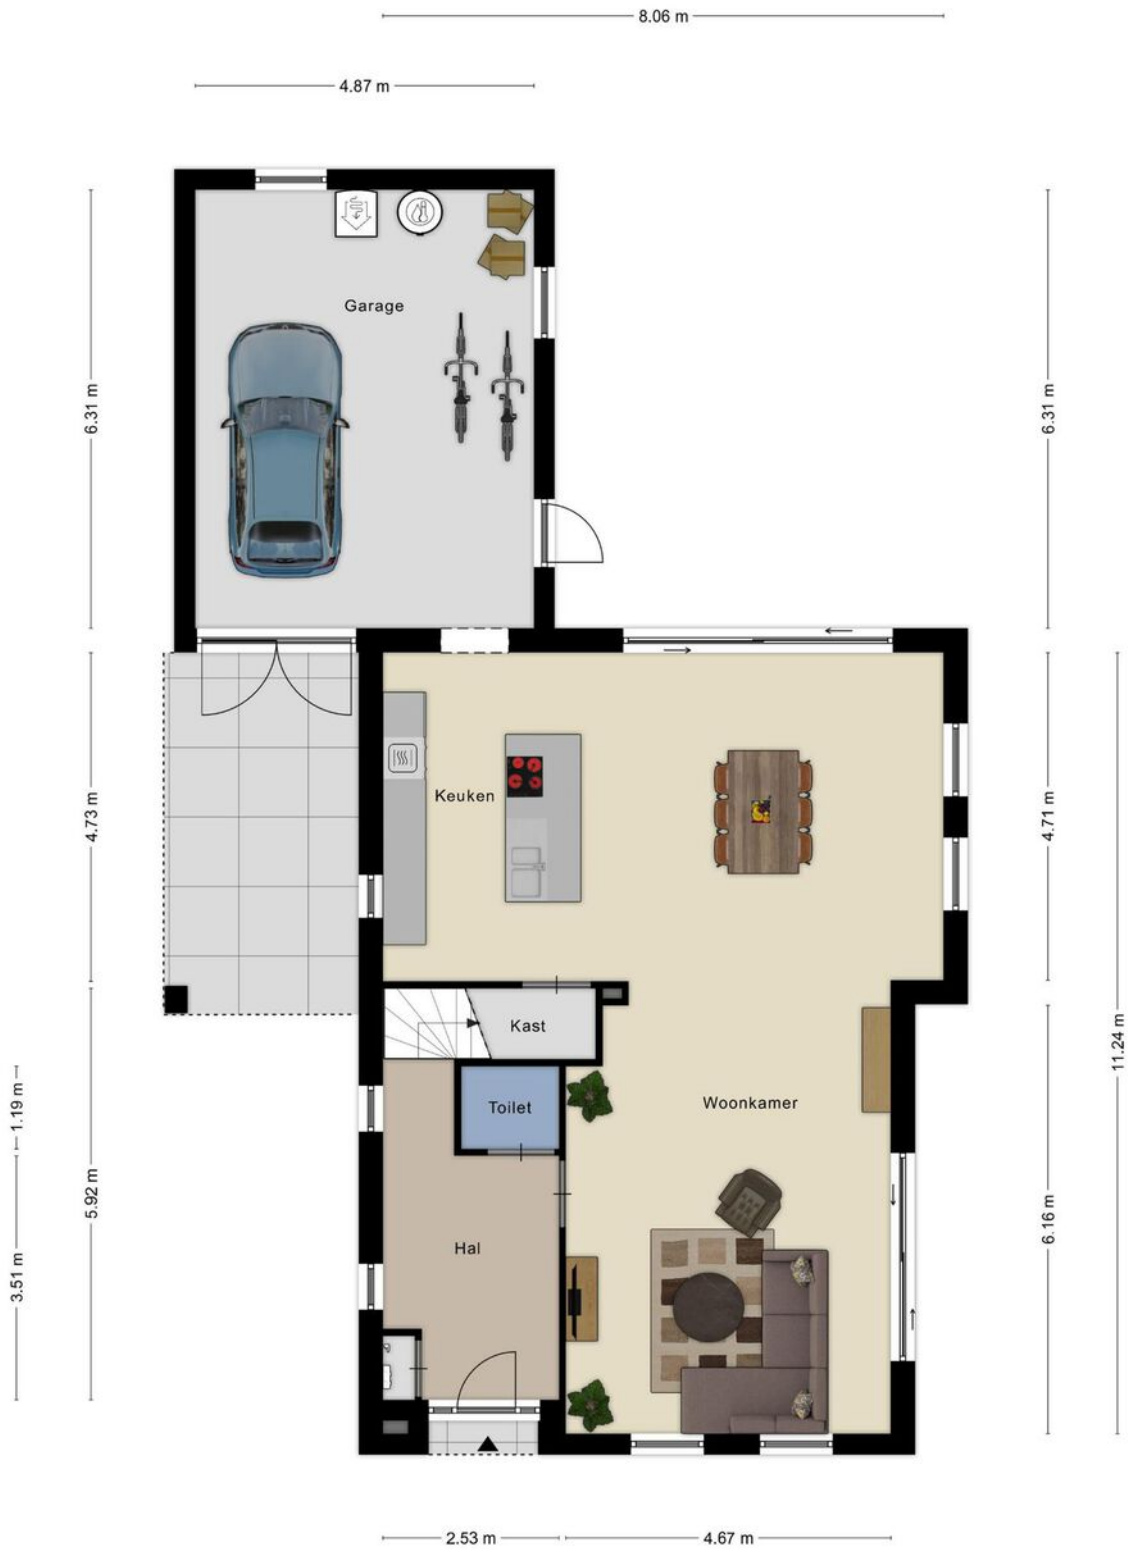 8.06 m
4.87 m
Garage
6.31 m
6.31 m
Keuken
4.73 m
4.71 m
Kast
11.24 m
1.19 m
Toilet
Woonkamer
5.92 m
6.16 m
Hal
3.51 m
2.53 m
4.67 m